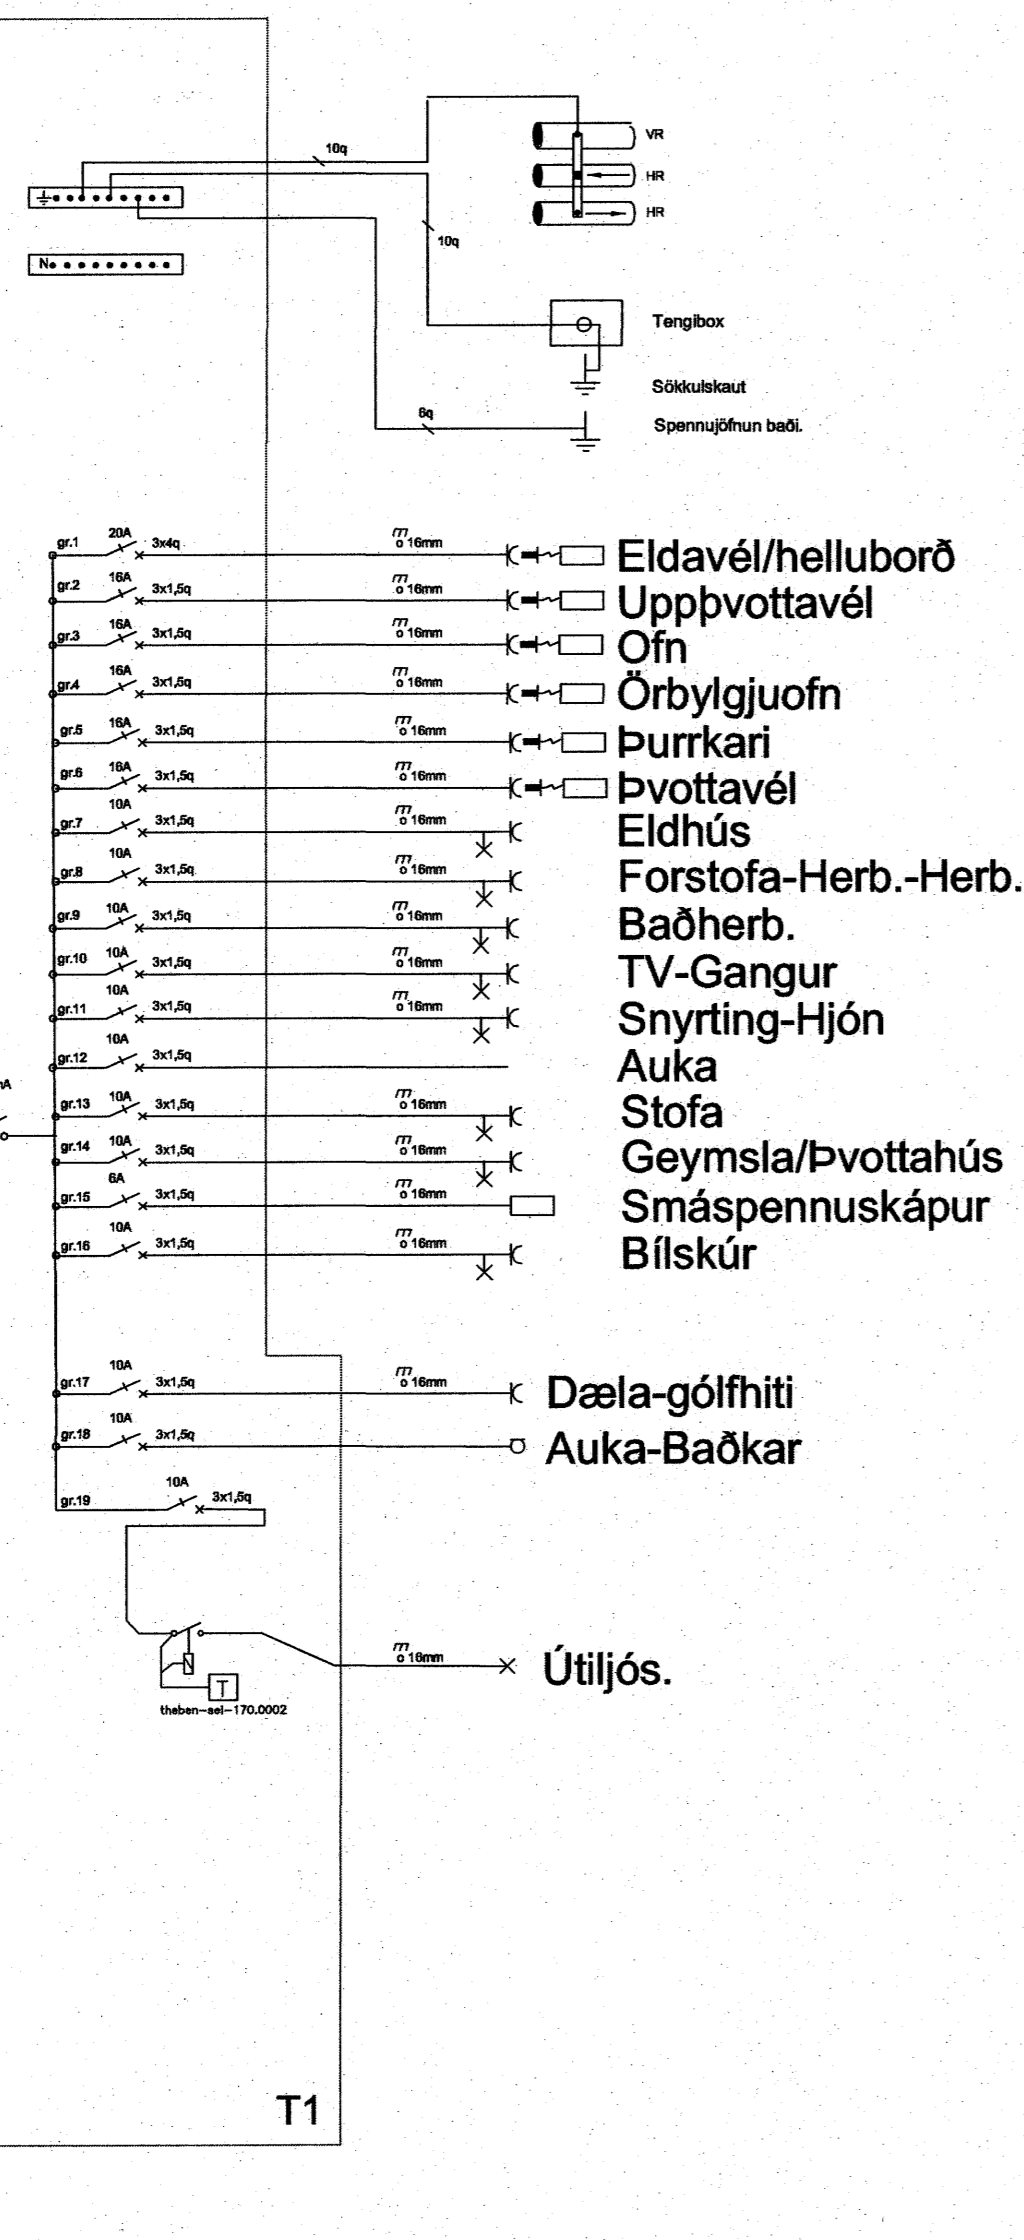 10q
VR
HR
HR
10q
N
Tengibox
Sökkulskaut
6q
Spennujöfnun baði.
gr.1 20A 3x4q 16mm Eldavél/helluborð
gr.2 16A 3x1,5q 16mm Uppþvottavél
gr.3 16A 3x1,5q 16mm Ofn
gr.4 16A 3x1,5q 16mm Örbylgjuofn
gr.5 16A 3x1,5q 16mm Þurrkari
gr.6 16A 3x1,5q 16mm Þvottavél
gr.7 10A 3x1,5q 16mm Eldhús
gr.8 10A 3x1,5q 16mm Forstofa-Herb.-Herb.
gr.9 10A 3x1,5q 16mm Baðherb.
gr.10 10A 3x1,5q 16mm TV-Gangur
gr.11 10A 3x1,5q 16mm Snyrting-Hjón
gr.12 10A 3x1,5q Auka
gr.13 10A 3x1,5q 16mm Stofa
gr.14 10A 3x1,5q 16mm Geymsla/Þvottahús
gr.15 6A 3x1,5q 16mm Smáspennuskápur
gr.16 10A 3x1,5q 16mm Bílskúr
gr.17 10A 3x1,5q 16mm Dæla-gólfhiti
gr.18 10A 3x1,5q Auka-Baðkar
gr.19 10A 3x1,5q
16mm Útiljós.
T
theben-sel-170.0002
T1